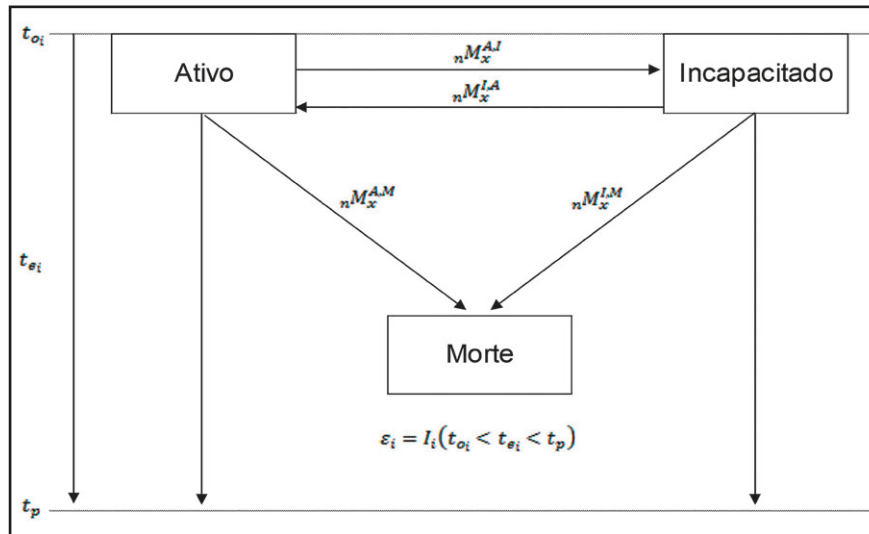 t_{o_i}
Ativo
_nM_x^{A,I}
Incapacitado
_nM_x^{I,A}
_nM_x^{A,M}
_nM_x^{I,M}
t_{e_i}
Morte
ε_i = I_i(t_{o_i} < t_{e_i} < t_p)
t_p